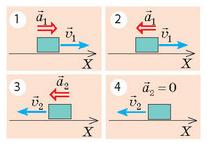 1
a⃗₁
v⃗₁
X
2
a⃗₁
v⃗₁
X
3
a⃗₂
v⃗₂
X
4
a⃗₂ = 0
v⃗₂
X